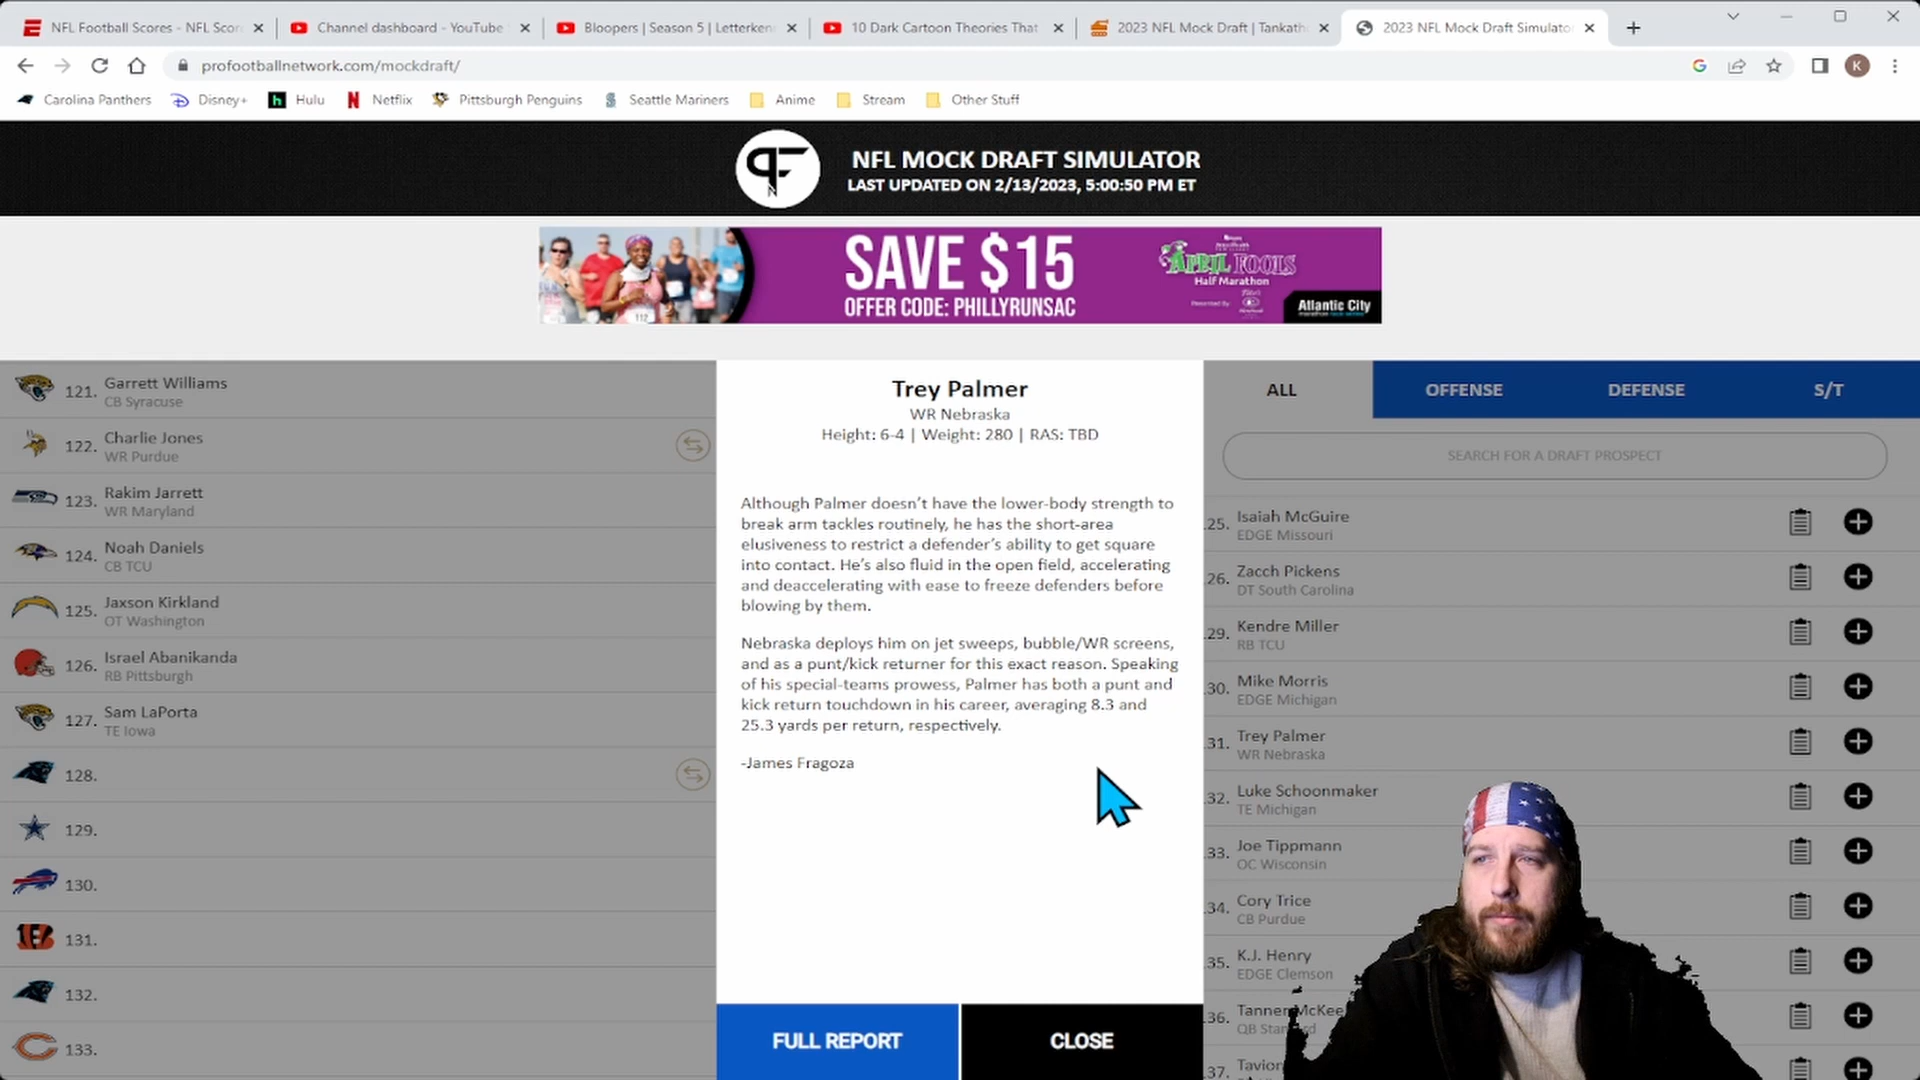 NFL Football Scores - NFL Scor
Channel dashboard - YouTube
Bloopers | Season 5 | Letterken
10 Dark Cartoon Theories That
2023 NFL Mock Draft | Tankath
2023 NFL Mock Draft Simulator
profootballnetwork.com/mockdraft/
K
Carolina Panthers
Disney+
Hulu
Netflix
Pittsburgh Penguins
Seattle Mariners
Anime
Stream
Other Stuff
NFL MOCK DRAFT SIMULATOR
LAST UPDATED ON 2/13/2023, 5:00:50 PM ET
SAVE $15
OFFER CODE: PHILLYRUNSAC
APRIL FOOLS
Half Marathon
Presented By
Atlantic City
112
121. Garrett Williams
CB Syracuse
122. Charlie Jones
WR Purdue
123. Rakim Jarrett
WR Maryland
124. Noah Daniels
CB TCU
125. Jaxson Kirkland
OT Washington
126. Israel Abanikanda
RB Pittsburgh
127. Sam LaPorta
TE Iowa
128.
129.
130.
131.
132.
133.
Trey Palmer
WR Nebraska
Height: 6-4 | Weight: 280 | RAS: TBD
Although Palmer doesn't have the lower-body strength to
break arm tackles routinely, he has the short-area
elusiveness to restrict a defender's ability to get square
into contact. He's also fluid in the open field, accelerating
and deaccelerating with ease to freeze defenders before
blowing by them.
Nebraska deploys him on jet sweeps, bubble/WR screens,
and as a punt/kick returner for this exact reason. Speaking
of his special-teams prowess, Palmer has both a punt and
kick return touchdown in his career, averaging 8.3 and
25.3 yards per return, respectively.
-James Fragoza
FULL REPORT
CLOSE
ALL
OFFENSE
DEFENSE
S/T
SEARCH FOR A DRAFT PROSPECT
25. Isaiah McGuire
EDGE Missouri
26. Zacch Pickens
DT South Carolina
29. Kendre Miller
RB TCU
30. Mike Morris
EDGE Michigan
31. Trey Palmer
WR Nebraska
32. Luke Schoonmaker
TE Michigan
33. Joe Tippmann
OC Wisconsin
34. Cory Trice
CB Purdue
35. K.J. Henry
EDGE Clemson
36. Tanner McKee
QB Stanford
37. Tavior